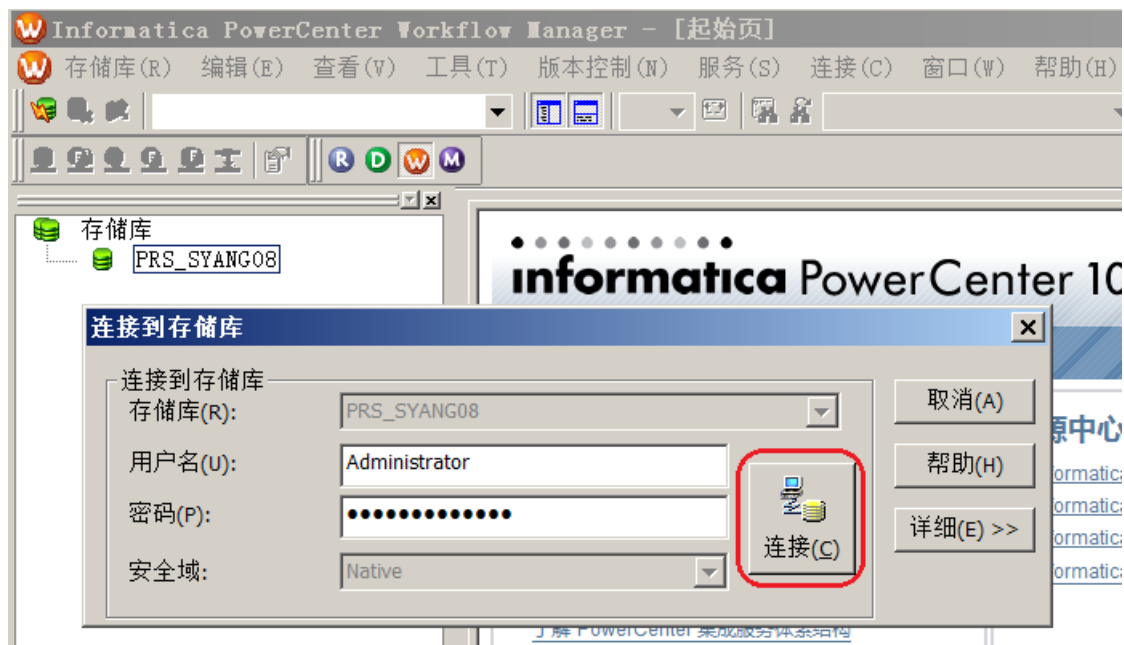 Informatica PowerCenter Workflow Manager - [起始页]
存储库(R) 编辑(E) 查看(V) 工具(T) 版本控制(N) 服务(S) 连接(C) 窗口(W) 帮助(H)
R D W M
存储库
PRS_SYANG08
informatica PowerCenter 10
连接到存储库
连接到存储库
存储库(R): PRS_SYANG08 取消(A)
源中心
用户名(U): Administrator 帮助(H)
密码(P): ●●●●●●●●●●●●● 连接(C) 详细(E) >>
安全域: Native
了解 PowerCenter 集成服务体系结构